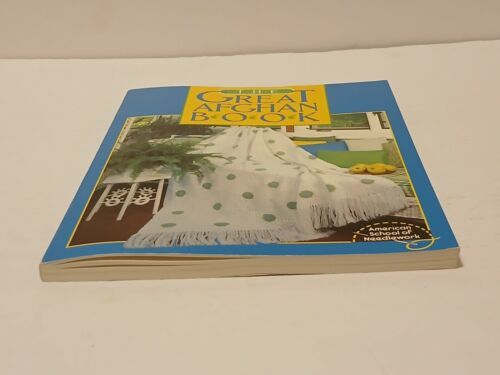 THE
GREAT
AFGHAN
B•O•O•K
American
School of
Needlework